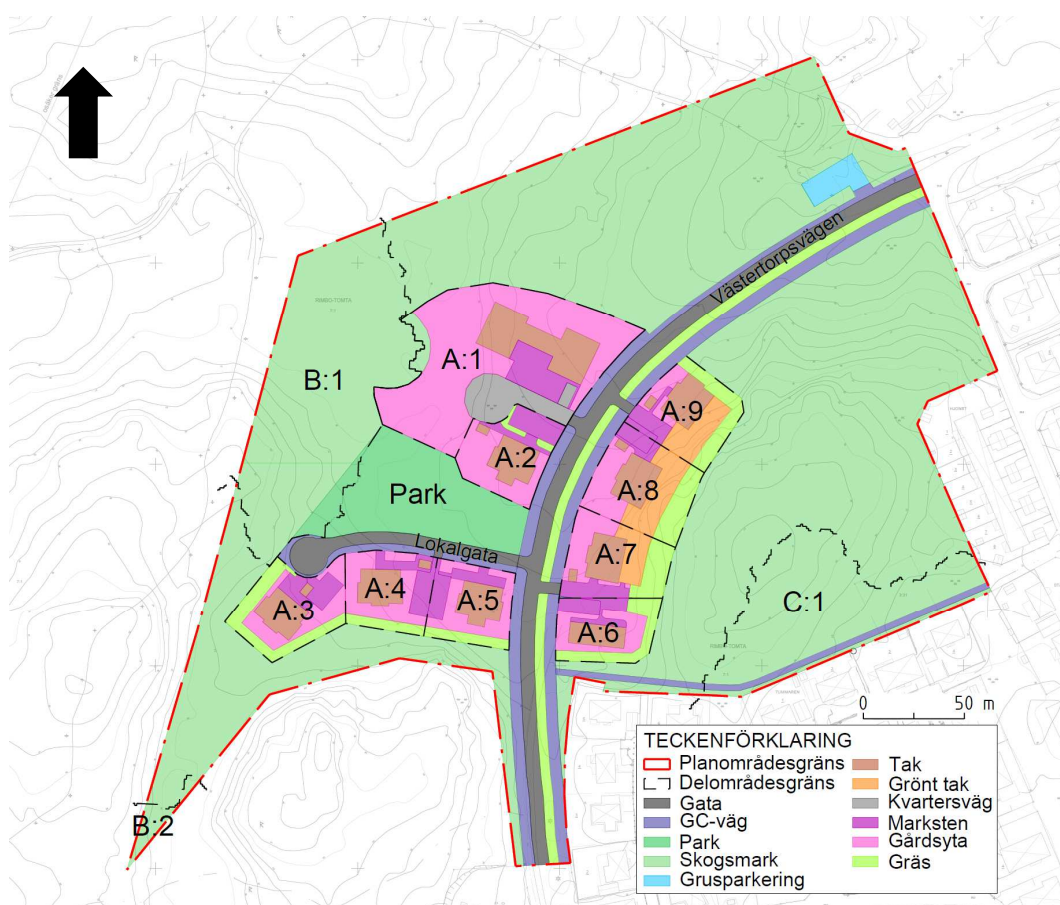 Västertorpsvägen
A:1
B:1
A:9
A:2
A:8
Park
Lokalgata
A:7
A:4
A:5
A:3
A:6
C:1
B:2
0 50 m
TECKENFÖRKLARING
Planområdesgräns
Delområdesgräns
Gata
GC-väg
Park
Skogsmark
Grusparkering
Tak
Grönt tak
Kvartersväg
Marksten
Gårdsyta
Gräs